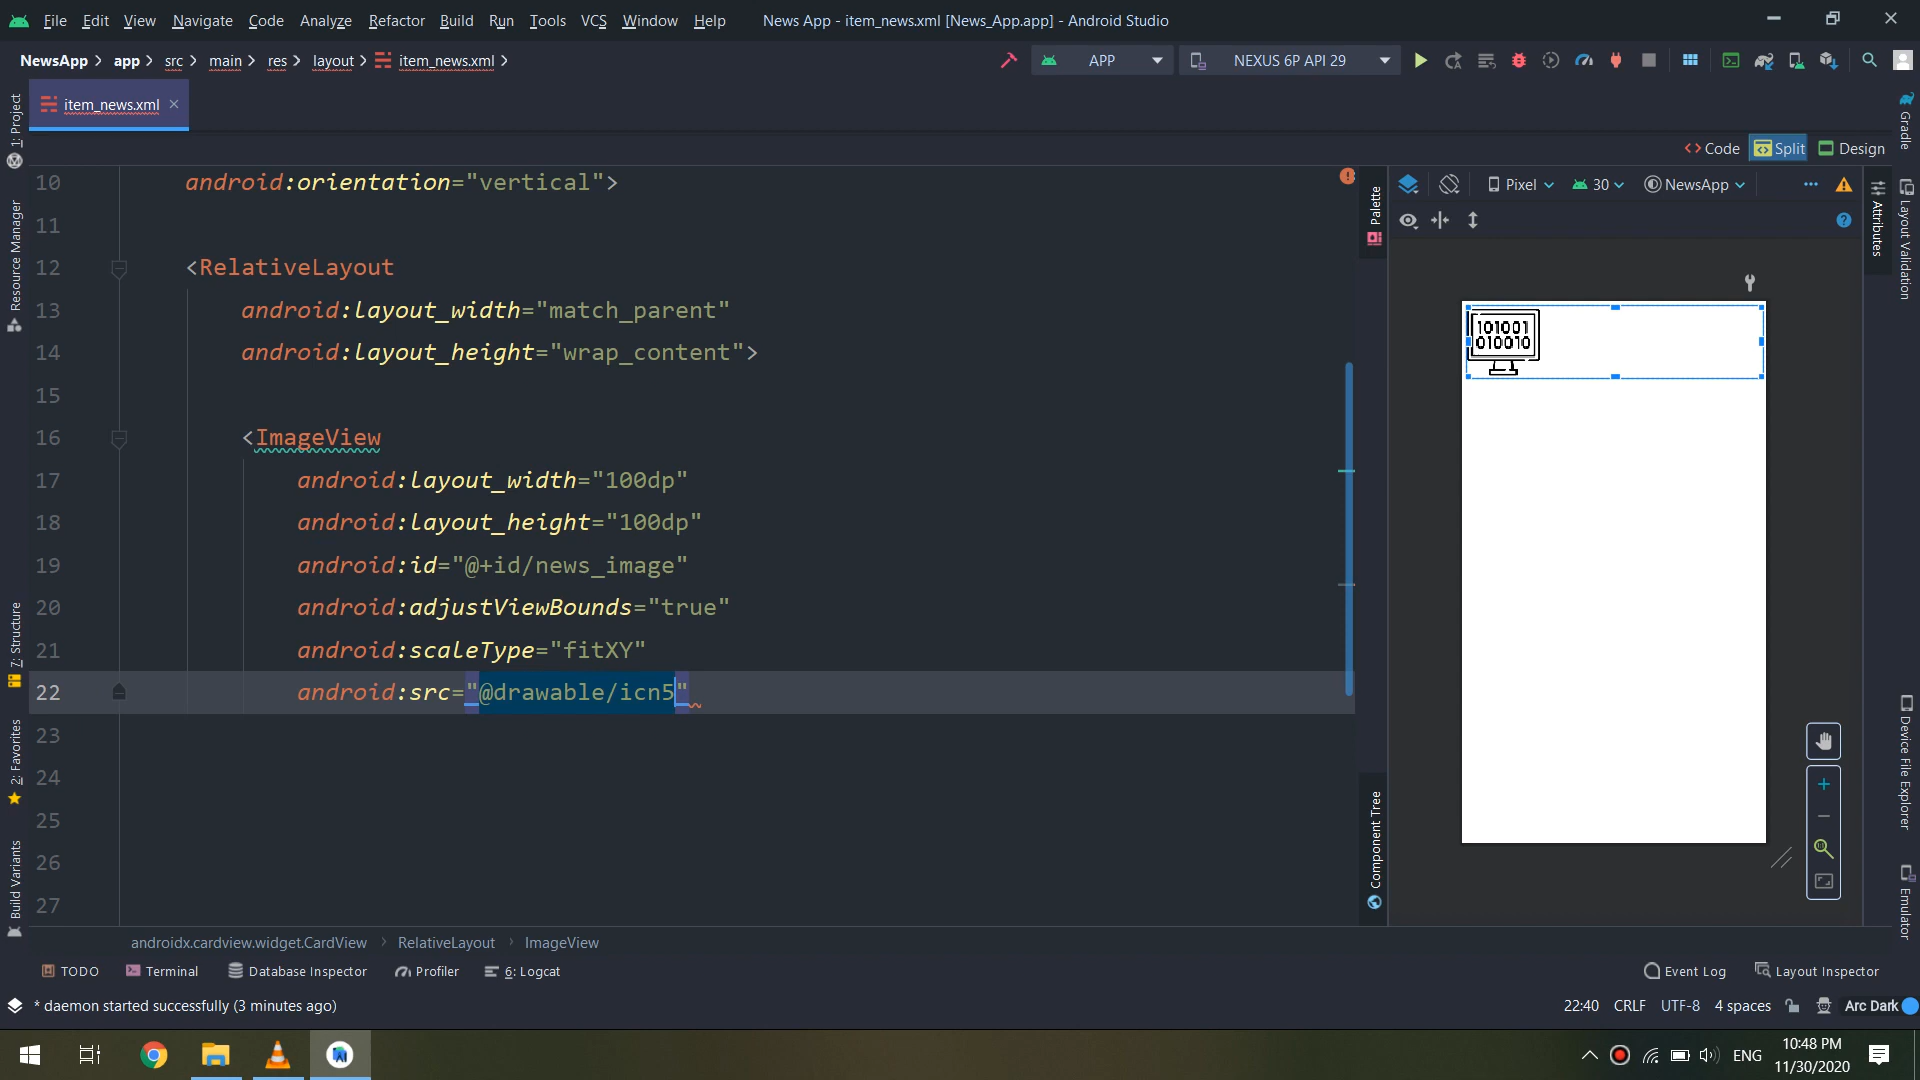 File Edit View Navigate Code Analyze Refactor Build Run Tools VCS Window Help News App - item_news.xml [News_App.app] - Android Studio
NewsApp app src main res layout item_news.xml APP NEXUS 6P API 29
item_news.xml
Code Split Design
Pixel 30 NewsApp
10 android:orientation="vertical">
11
12 <RelativeLayout
13 android:layout_width="match_parent"
14 android:layout_height="wrap_content">
15
16 <ImageView
17 android:layout_width="100dp"
18 android:layout_height="100dp"
19 android:id="@+id/news_image"
20 android:adjustViewBounds="true"
21 android:scaleType="fitXY"
22 android:src="@drawable/icn5"
23
24
25
26
27
1: Project
Resource Manager
7: Structure
2: Favorites
Build Variants
Palette
Component Tree
101001
010010
Attributes
Gradle
Layout Validation
Device File Explorer
Emulator
androidx.cardview.widget.CardView RelativeLayout ImageView
TODO Terminal Database Inspector Profiler 6: Logcat Event Log Layout Inspector
* daemon started successfully (3 minutes ago) 22:40 CRLF UTF-8 4 spaces Arc Dark
ENG 10:48 PM
11/30/2020